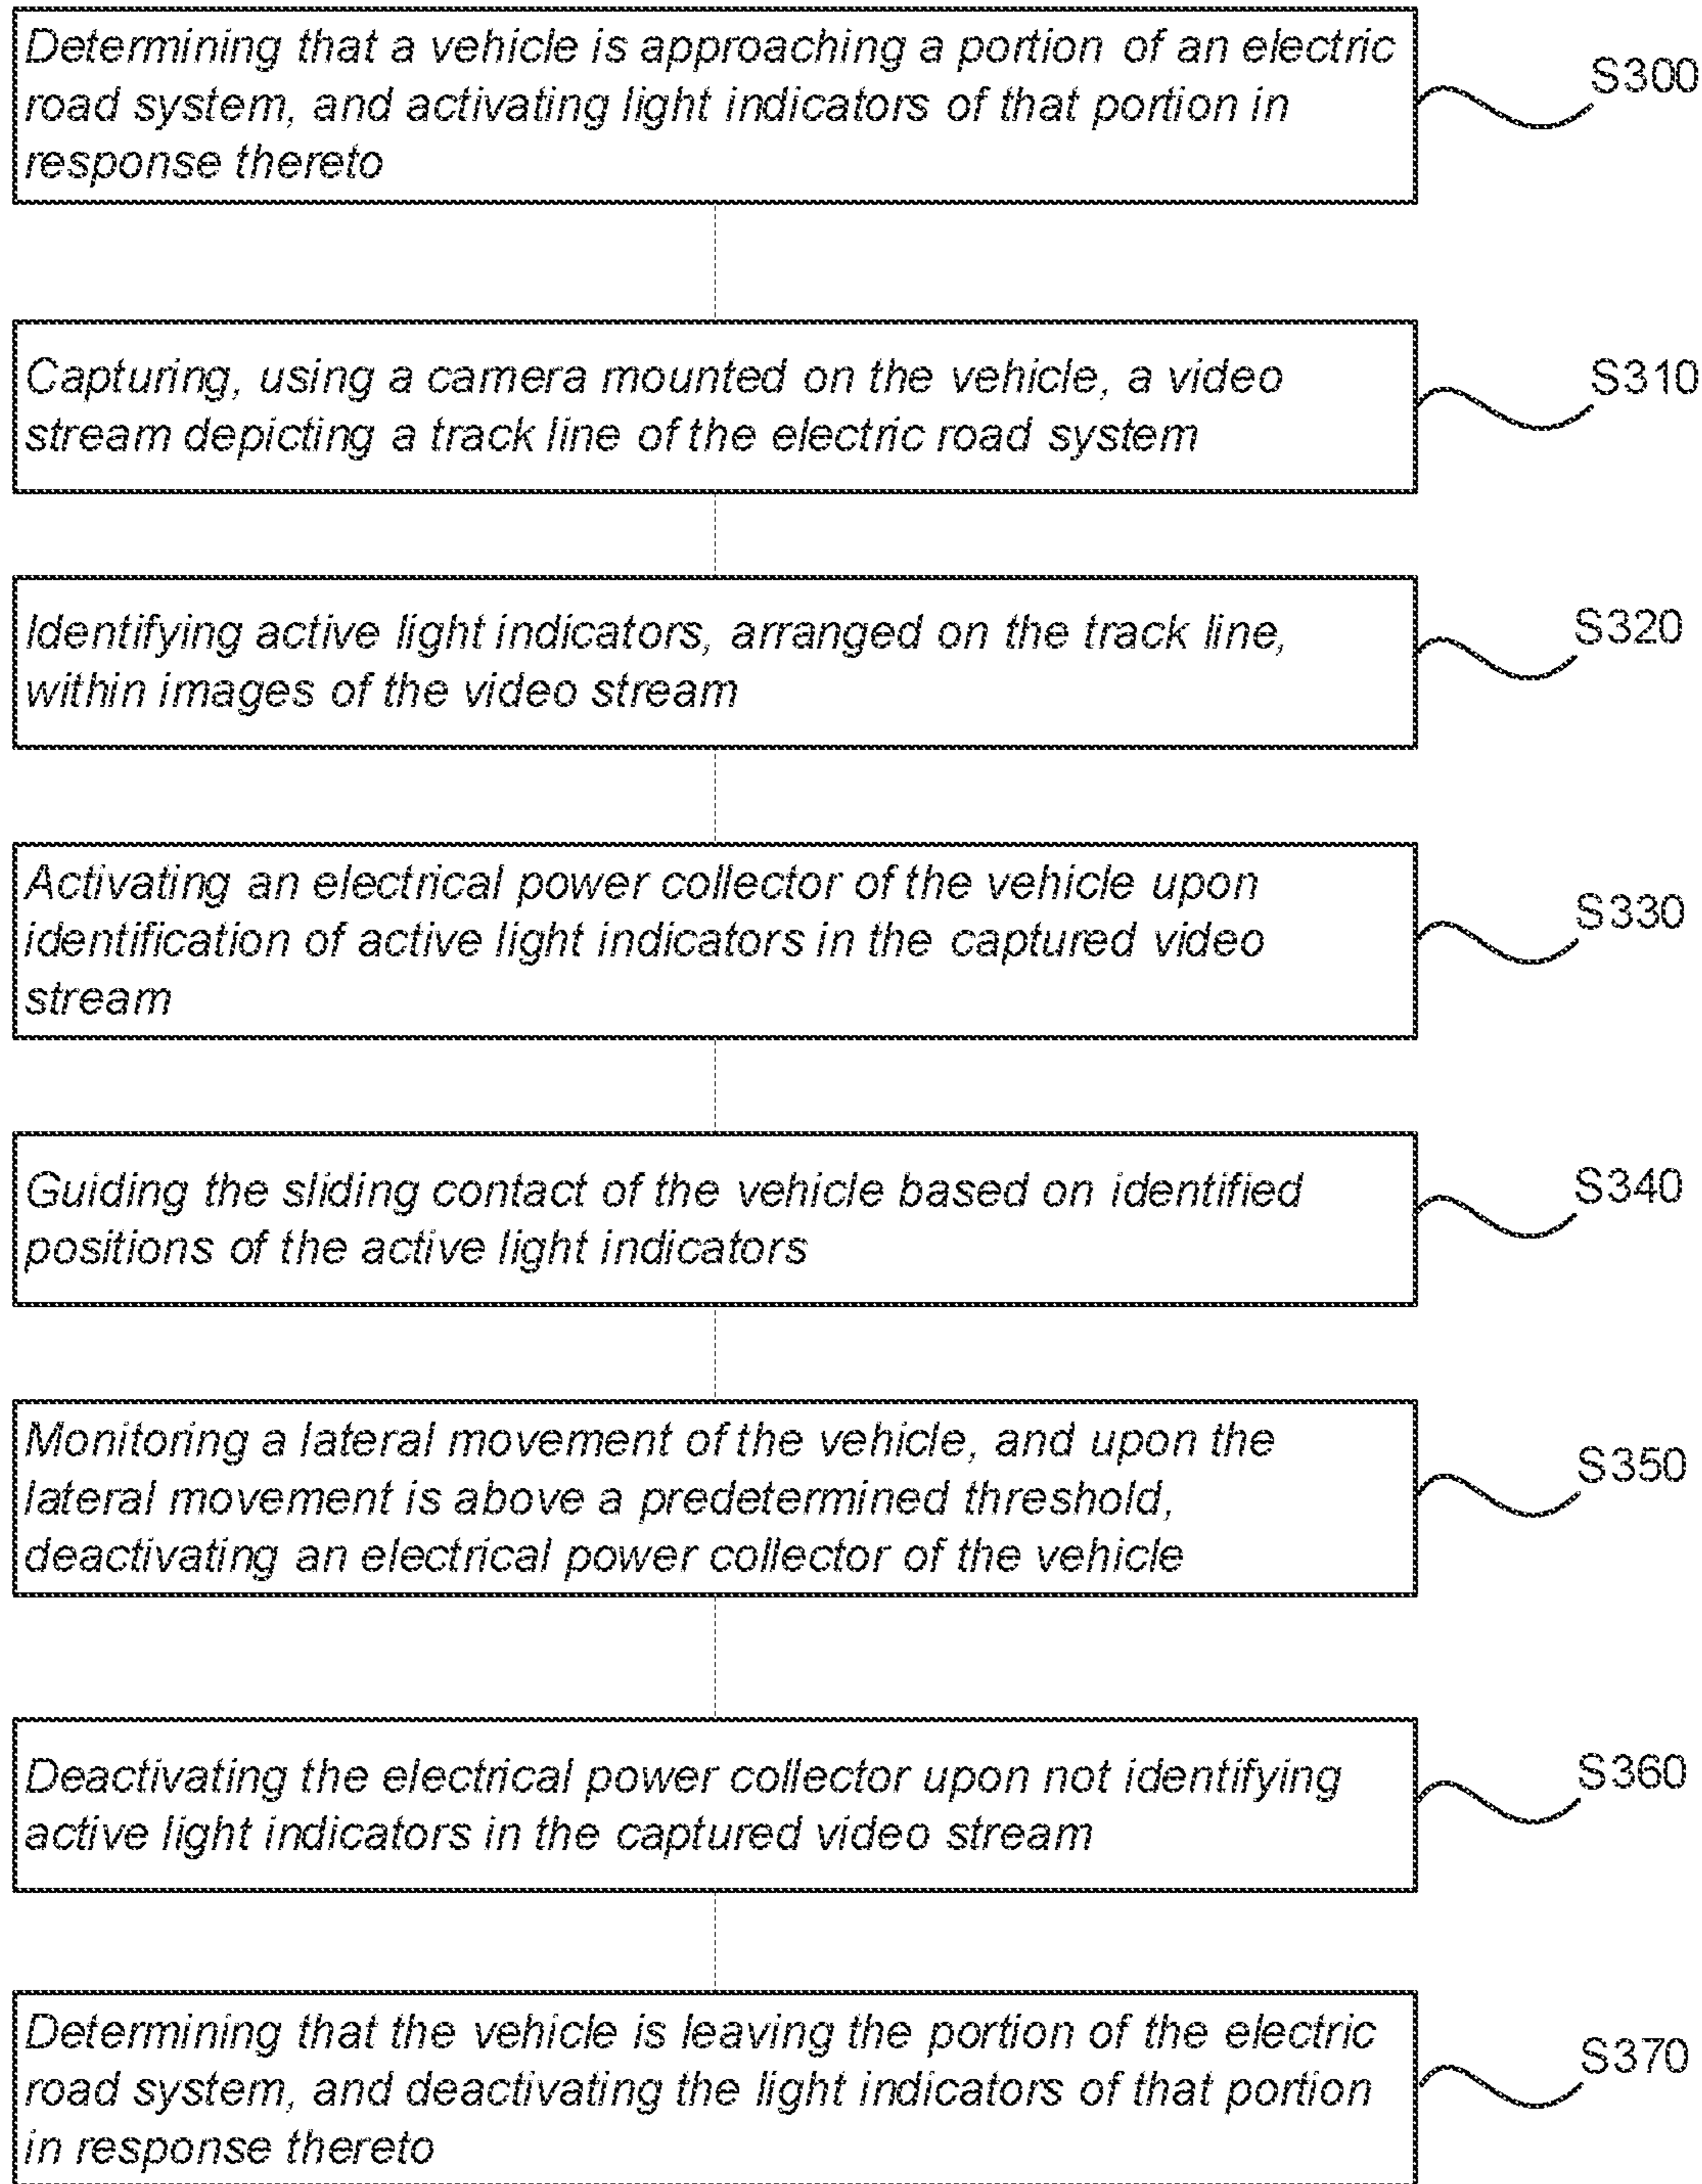 Determining that a vehicle is approaching a portion of an electric
road system, and activating light indicators of that portion in
response thereto
S300
Capturing, using a camera mounted on the vehicle, a video
stream depicting a track line of the electric road system
S310
Identifying active light indicators, arranged on the track line,
within images of the video stream
S320
Activating an electrical power collector of the vehicle upon
identification of active light indicators in the captured video
stream
S330
Guiding the sliding contact of the vehicle based on identified
positions of the active light indicators
S340
Monitoring a lateral movement of the vehicle, and upon the
lateral movement is above a predetermined threshold,
deactivating an electrical power collector of the vehicle
S350
Deactivating the electrical power collector upon not identifying
active light indicators in the captured video stream
S360
Determining that the vehicle is leaving the portion of the electric
road system, and deactivating the light indicators of that portion
in response thereto
S370